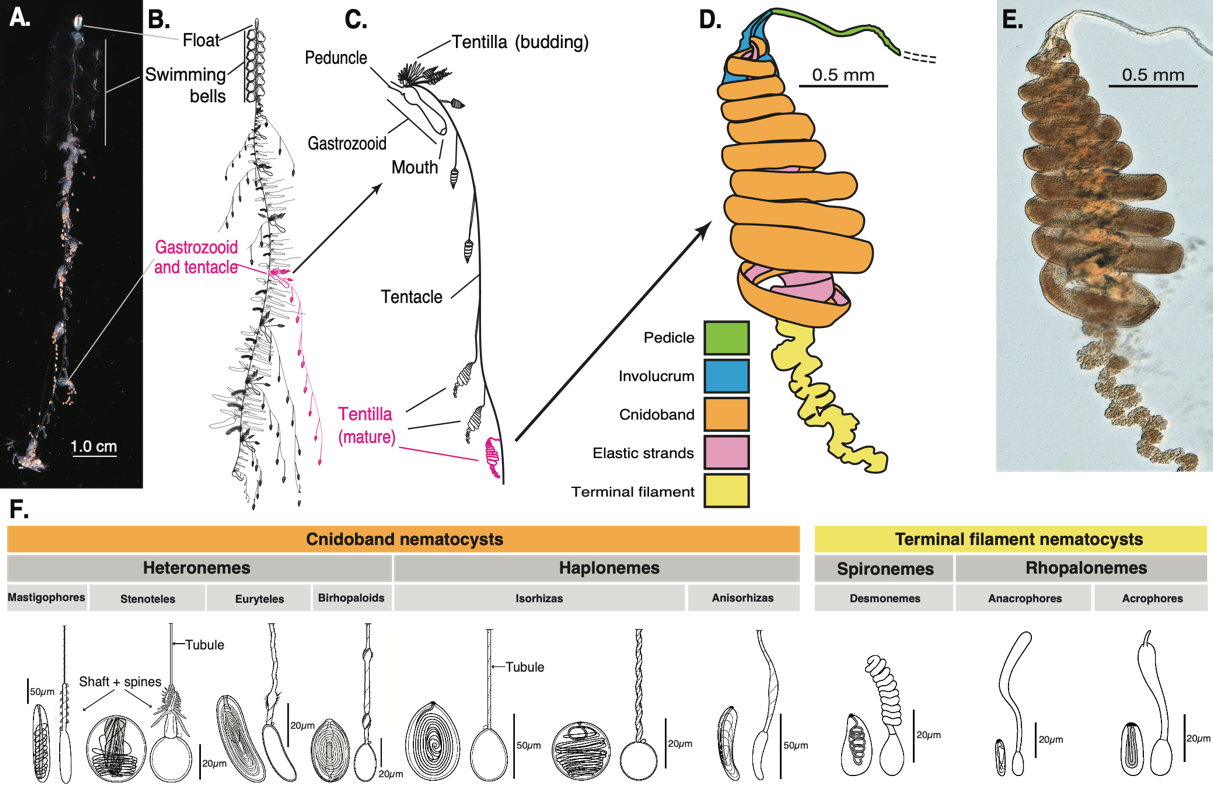 A.
B.
C.
D.
E.
Float
Swimming
bells
Gastrozooid
and tentacle
1.0 cm
Tentilla (budding)
Peduncle
Gastrozooid
Mouth
Tentacle
Tentilla
(mature)
0.5 mm
Pedicle
Involucrum
Cnidoband
Elastic strands
Terminal filament
0.5 mm
F.
Cnidoband nematocysts
Terminal filament nematocysts
Heteronemes
Haplonemes
Spironemes
Rhopalonemes
Mastigophores
Stenoteles
Euryteles
Birhopaloids
Isorhizas
Anisorhizas
Desmonemes
Anacrophores
Acrophores
Tubule
Shaft + spines
50µm
20µm
20µm
20µm
Tubule
50µm
20µm
50µm
20µm
20µm
20µm